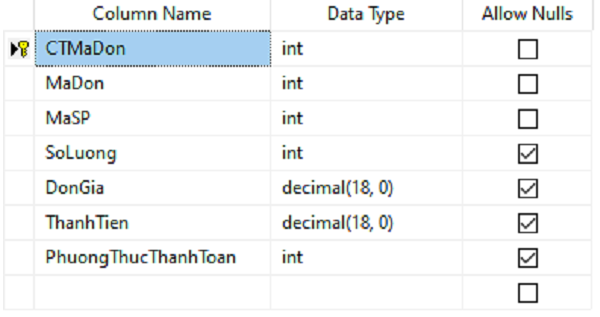 Column Name Data Type Allow Nulls
CTMaDon int
MaDon int
MaSP int
SoLuong int
DonGia decimal(18, 0)
ThanhTien decimal(18, 0)
PhuongThucThanhToan int